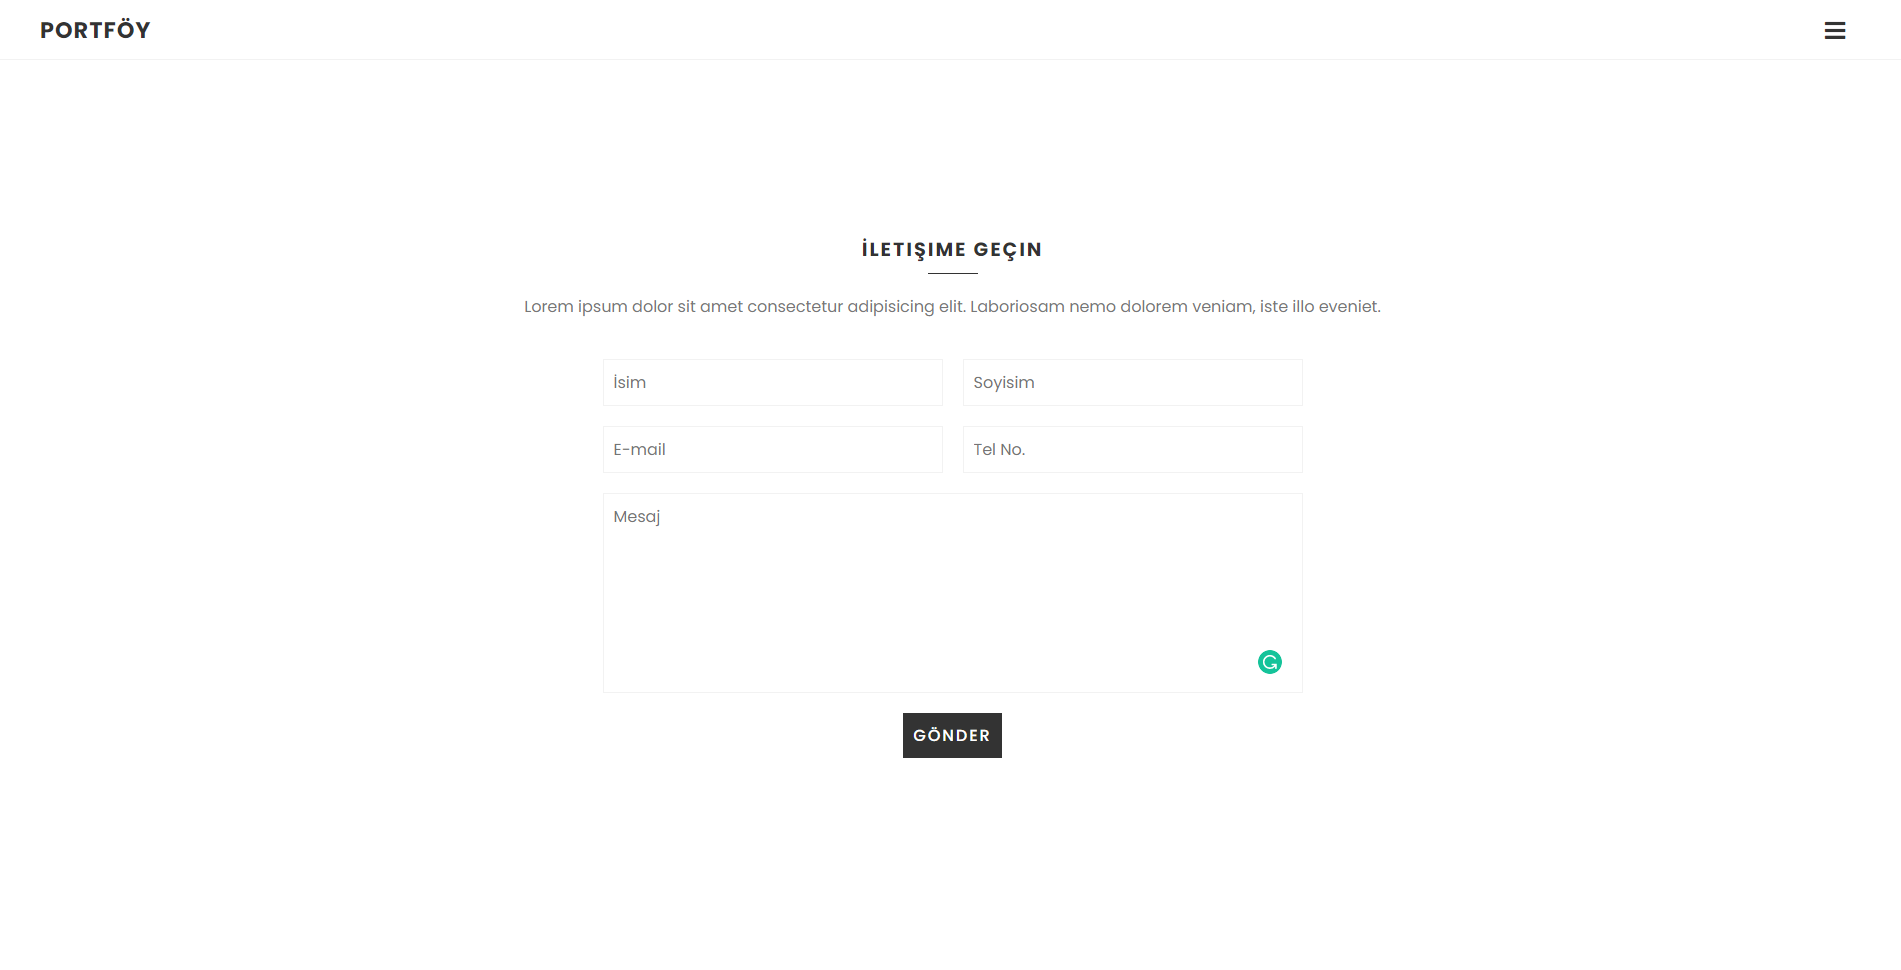 PORTFÖY
İLETIŞIME GEÇIN
Lorem ipsum dolor sit amet consectetur adipisicing elit. Laboriosam nemo dolorem veniam, iste illo eveniet.
İsim
Soyisim
E-mail
Tel No.
Mesaj
GÖNDER